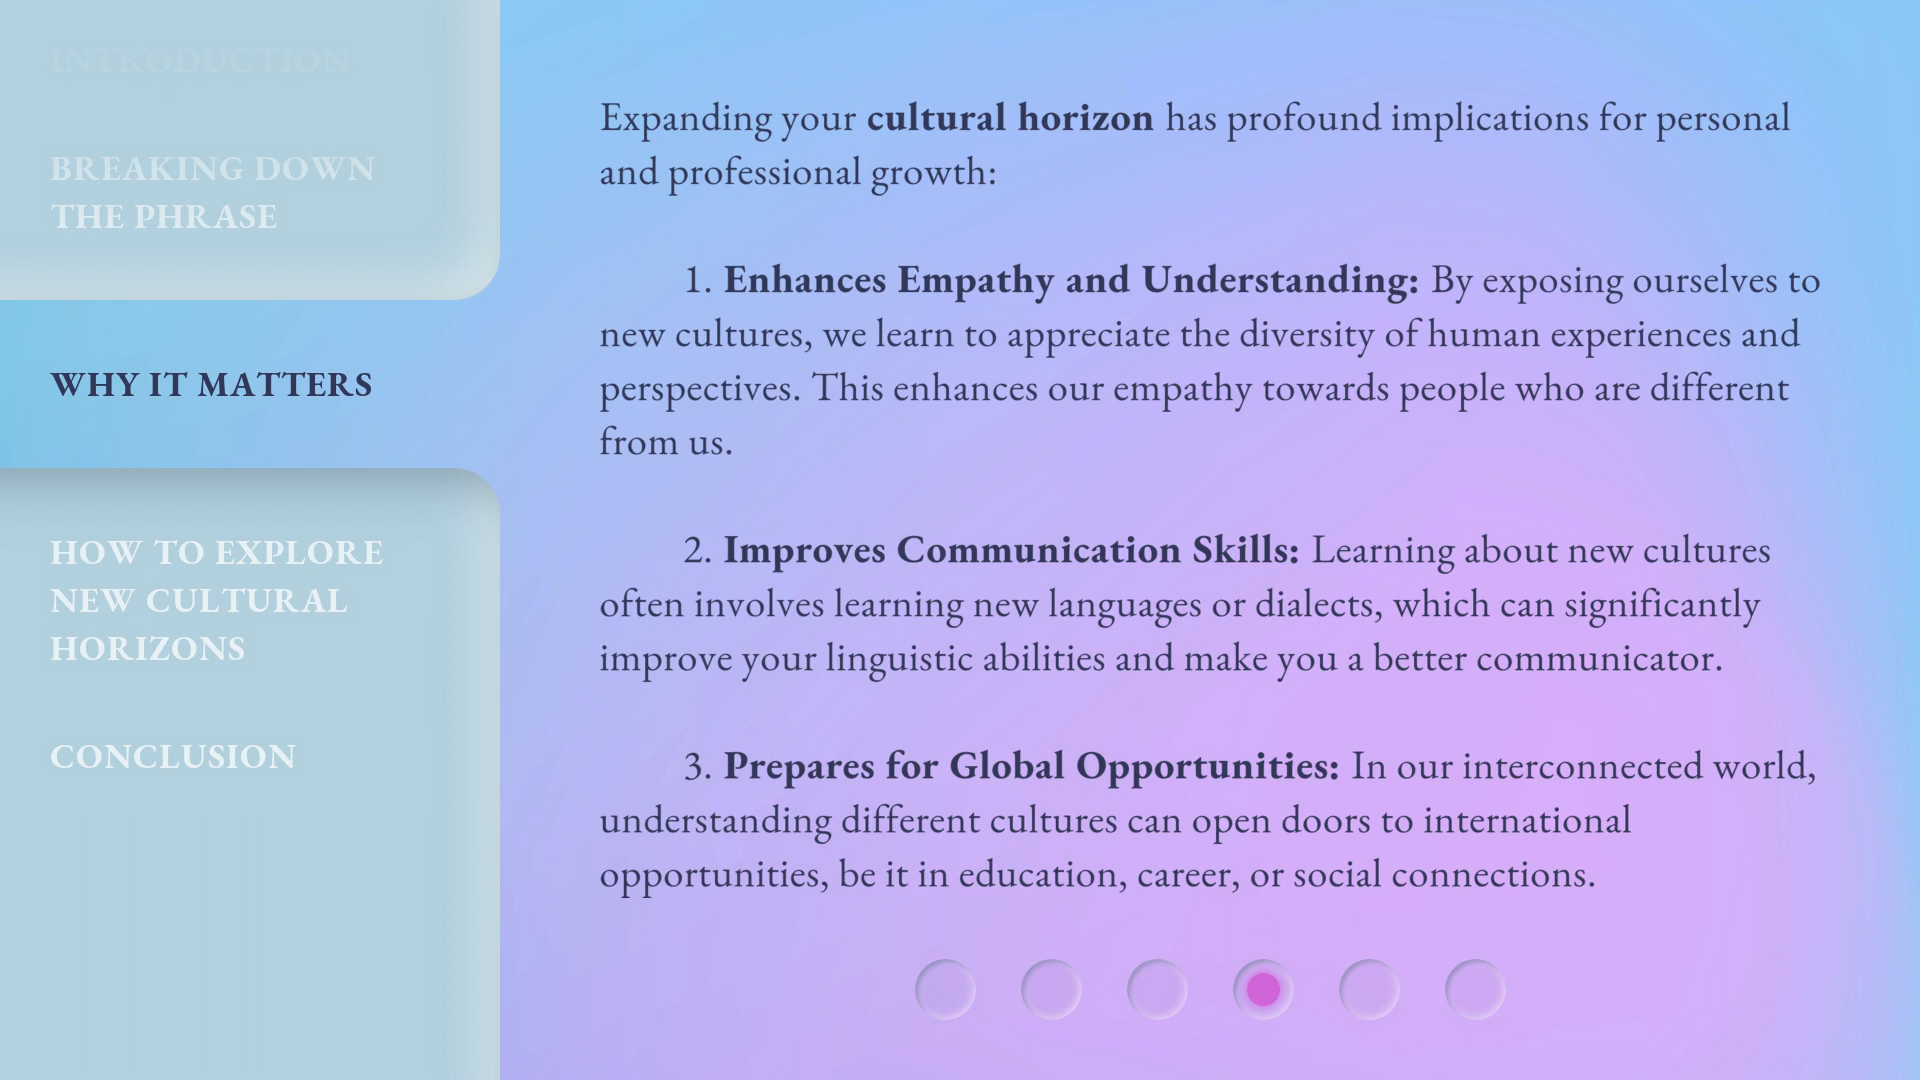 INTRODUCTION
BREAKING DOWN
THE PHRASE
WHY IT MATTERS
HOW TO EXPLORE
NEW CULTURAL
HORIZONS
CONCLUSION
Expanding your cultural horizon has profound implications for personal
and professional growth:
1. Enhances Empathy and Understanding: By exposing ourselves to
new cultures, we learn to appreciate the diversity of human experiences and
perspectives. This enhances our empathy towards people who are different
from us.
2. Improves Communication Skills: Learning about new cultures
often involves learning new languages or dialects, which can significantly
improve your linguistic abilities and make you a better communicator.
3. Prepares for Global Opportunities: In our interconnected world,
understanding different cultures can open doors to international
opportunities, be it in education, career, or social connections.